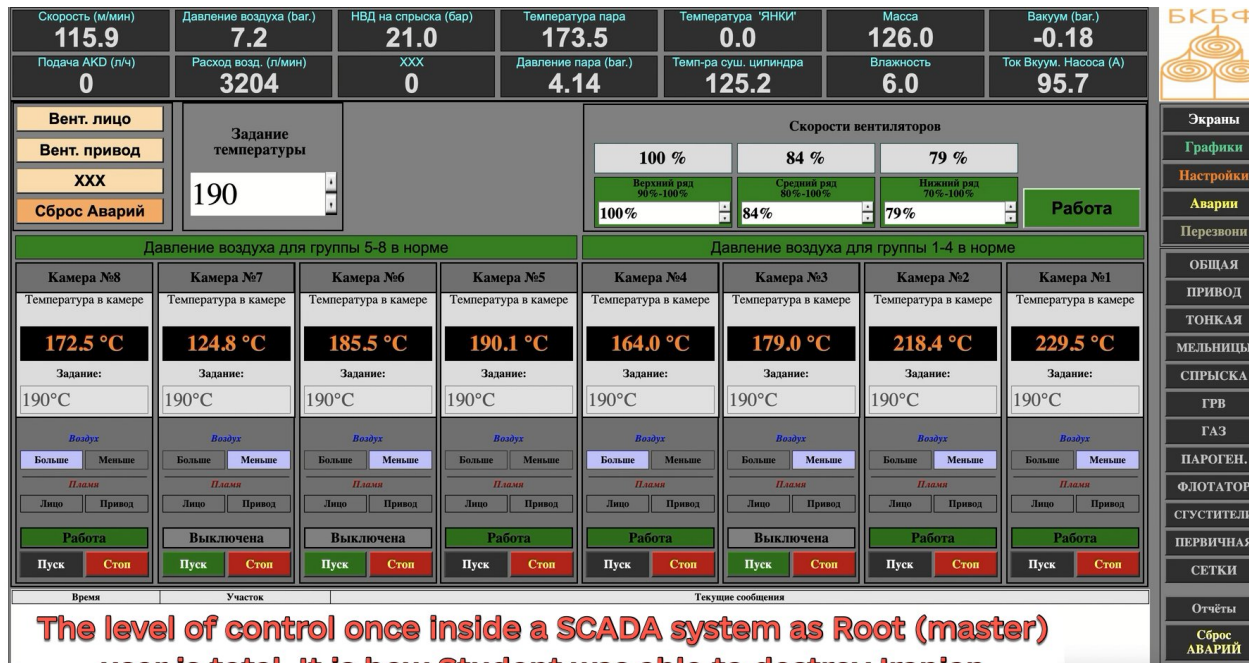 БКБФ
Скорость (м/мин)
115.9
Давление воздуха (bar.)
7.2
НВД на спрыска (бар)
21.0
Температура пара
173.5
Температура 'ЯНКИ'
0.0
Масса
126.0
Вакуум (bar.)
-0.18
Подача AKD (л/ч)
0
Расход возд. (л/мин)
3204
XXX
0
Давление пара (bar.)
4.14
Темп-ра суш. цилиндра
125.2
Влажность
6.0
Ток Вкуум. Насоса (А)
95.7
Вент. лицо
Вент. привод
XXX
Сброс Аварий
Задание
температуры
190
Скорости вентиляторов
100 % 84 % 79 %
Верхний ряд
90%-100%
100%
Средний ряд
80%-100%
84%
Нижний ряд
70%-100%
79%
Работа
Давление воздуха для группы 5-8 в норме
Давление воздуха для группы 1-4 в норме
Камера №8
Температура в камере
172.5 °C
Задание:
190°C
Воздух
Больше Меньше
Пламя
Лицо Привод
Работа
Пуск Стоп
Камера №7
Температура в камере
124.8 °C
Задание:
190°C
Воздух
Больше Меньше
Пламя
Лицо Привод
Выключена
Пуск Стоп
Камера №6
Температура в камере
185.5 °C
Задание:
190°C
Воздух
Больше Меньше
Пламя
Лицо Привод
Выключена
Пуск Стоп
Камера №5
Температура в камере
190.1 °C
Задание:
190°C
Воздух
Больше Меньше
Пламя
Лицо Привод
Работа
Пуск Стоп
Камера №4
Температура в камере
164.0 °C
Задание:
190°C
Воздух
Больше Меньше
Пламя
Лицо Привод
Работа
Пуск Стоп
Камера №3
Температура в камере
179.0 °C
Задание:
190°C
Воздух
Больше Меньше
Пламя
Лицо Привод
Выключена
Пуск Стоп
Камера №2
Температура в камере
218.4 °C
Задание:
190°C
Воздух
Больше Меньше
Пламя
Лицо Привод
Работа
Пуск Стоп
Камера №1
Температура в камере
229.5 °C
Задание:
190°C
Воздух
Больше Меньше
Пламя
Лицо Привод
Работа
Пуск Стоп
Время Участок Текущие сообщения
The level of control once inside a SCADA system as Root (master)
user is total. It is how Student was able to destroy Iranian
Экраны
Графики
Настройки
Аварии
Перезвони
ОБЩАЯ
ПРИВОД
ТОНКАЯ
МЕЛЬНИЦЫ
СПРЫСКА
ГРВ
ГАЗ
ПАРОГЕН.
ФЛОТАТОР
СГУСТИТЕЛИ
ПЕРВИЧНАЯ
СЕТКИ
Отчёты
Сброс
АВАРИЙ